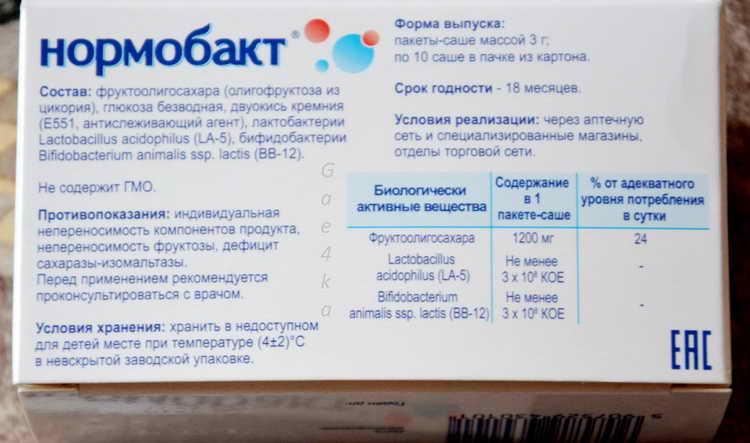 нормобакт®
Состав: фруктоолигосахара (олигофруктоза из
цикория), глюкоза безводная, двуокись кремния
(Е551, антислеживающий агент), лактобактерии
Lactobacillus acidophilus (LA-5), бифидобактерии
Bifidobacterium animalis ssp. lactis (BB-12).
Не содержит ГМО.
Противопоказания: индивидуальная
непереносимость компонентов продукта,
непереносимость фруктозы, дефицит
сахаразы-изомальтазы.
Перед применением рекомендуется
проконсультироваться с врачом.
Условия хранения: хранить в недоступном
для детей месте при температуре (4±2)°С
в невскрытой заводской упаковке.
Gae4ka
Форма выпуска:
пакеты-саше массой 3 г;
по 10 саше в пачке из картона.
Срок годности - 18 месяцев.
Условия реализации: через аптечную
сеть и специализированные магазины,
отделы торговой сети.
Биологически активные вещества Содержание в 1 пакете-саше % от адекватного уровня потребления в сутки
Фруктоолигосахара 1200 мг 24
Lactobacillus acidophilus (LA-5) Не менее 3 x 10⁸ КОЕ -
Bifidobacterium animalis ssp. lactis (BB-12) Не менее 3 x 10⁸ КОЕ -
ЕАС